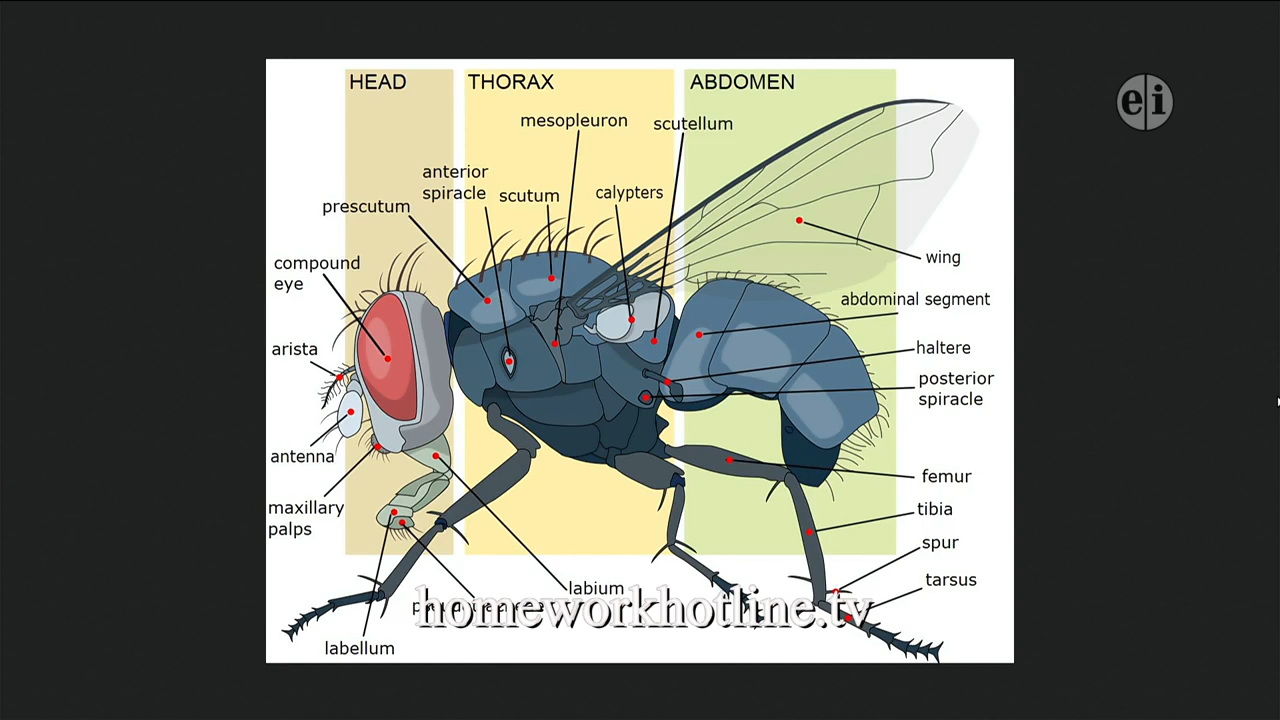 HEAD
THORAX
ABDOMEN
mesopleuron
scutellum
anterior
spiracle
scutum
calypters
prescutum
compound
eye
wing
abdominal segment
arista
haltere
posterior
spiracle
antenna
femur
maxillary
palps
tibia
spur
tarsus
labium
homeworkhotline.tv
labellum
ei